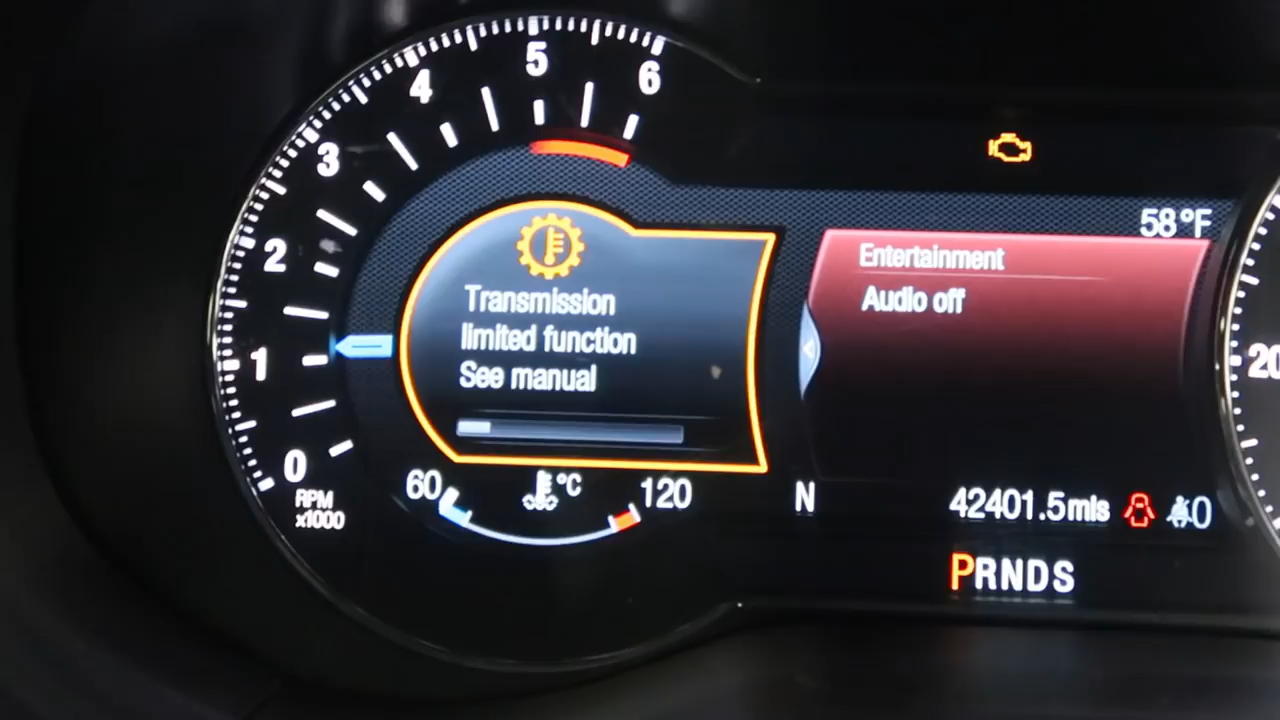 0
1
2
3
4
5
6
RPM
x1000
Transmission
limited function
See manual
60
°C
120
58°F
Entertainment
Audio off
N
42401.5mls
0
PRNDS
20